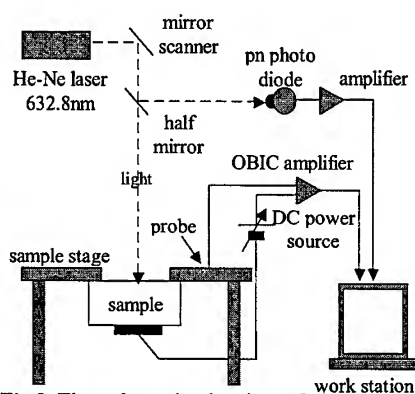 mirror
scanner
He-Ne laser
632.8nm
pn photo
diode
amplifier
half
mirror
light
OBIC amplifier
DC power
source
probe
sample stage
sample
work station